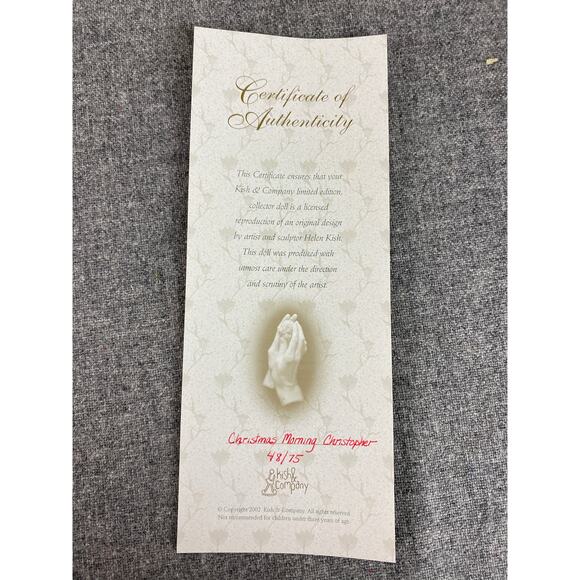 Certificate of
Authenticity
This Certificate ensures that your
Kish & Company limited edition,
collector doll is a licensed
reproduction of an original design
by artist and sculptor Helen Kish.
This doll was produced with
utmost care under the direction
and scrutiny of the artist.
Christmas Morning Christopher
48/75
Kish &
Company
© Copyright 2002 Kish & Company. All rights reserved.
Not recommended for children under three years of age.